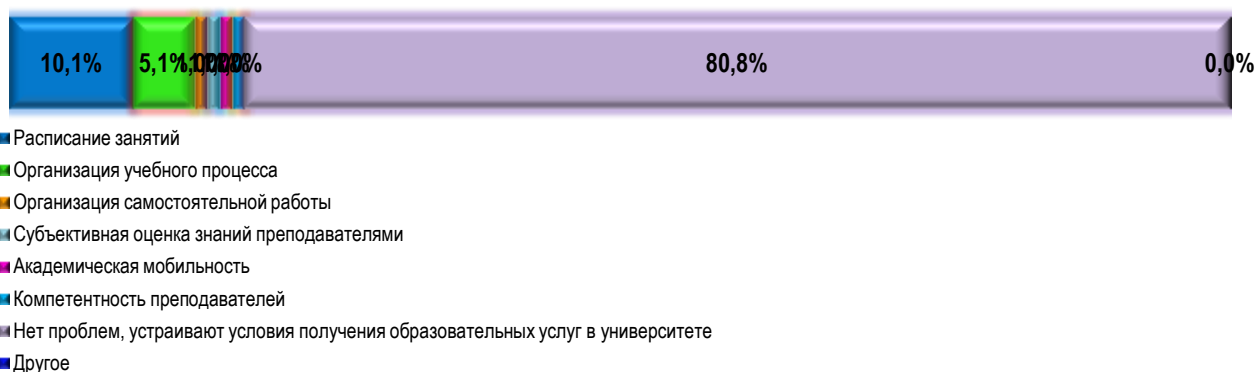 10,1% 5,1% 80,8% 0,0%
Расписание занятий
Организация учебного процесса
Организация самостоятельной работы
Субъективная оценка знаний преподавателями
Академическая мобильность
Компетентность преподавателей
Нет проблем, устраивают условия получения образовательных услуг в университете
Другое